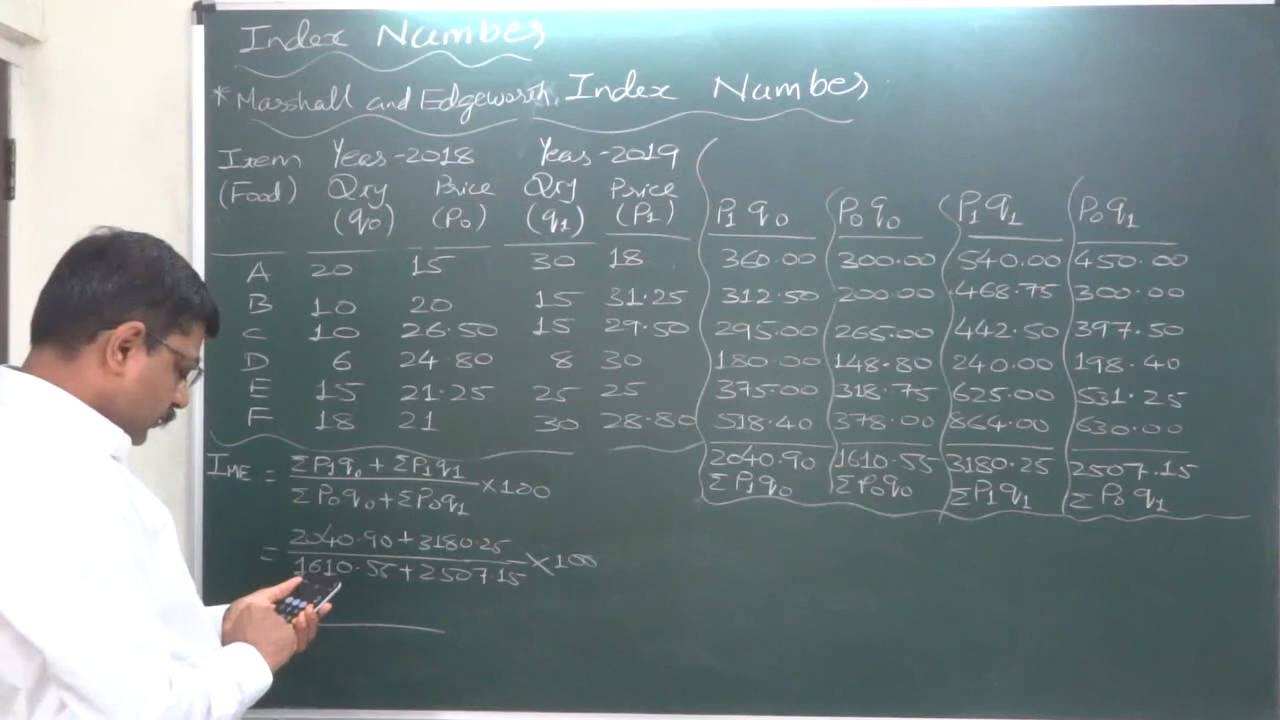 Index Number
*Marshall and Edgeworth, Index Number
Item Year-2018 Year-2019
(Food) Qty Price Qty Price P1q0 P0q0 P1q1 P0q1
(q0) (P0) (q1) (P1)
A 20 15 30 18 360.00 300.00 540.00 450.00
B 10 20 15 31.25 312.50 200.00 468.75 300.00
C 10 26.50 15 29.50 295.00 265.00 442.50 397.50
D 6 24.80 8 30 180.00 148.80 240.00 198.40
E 15 21.25 25 25 375.00 318.75 625.00 531.25
F 18 21 30 28.80 518.40 378.00 864.00 630.00
2040.90 1610.55 3180.25 2507.15
ΣP1q0 ΣP0q0 ΣP1q1 ΣP0q1
IME = ΣP1q0+ΣP1q1
ΣP0q0+ΣP0q1 ×100
= 2040.90+3180.25
1610.55+2507.15 ×100